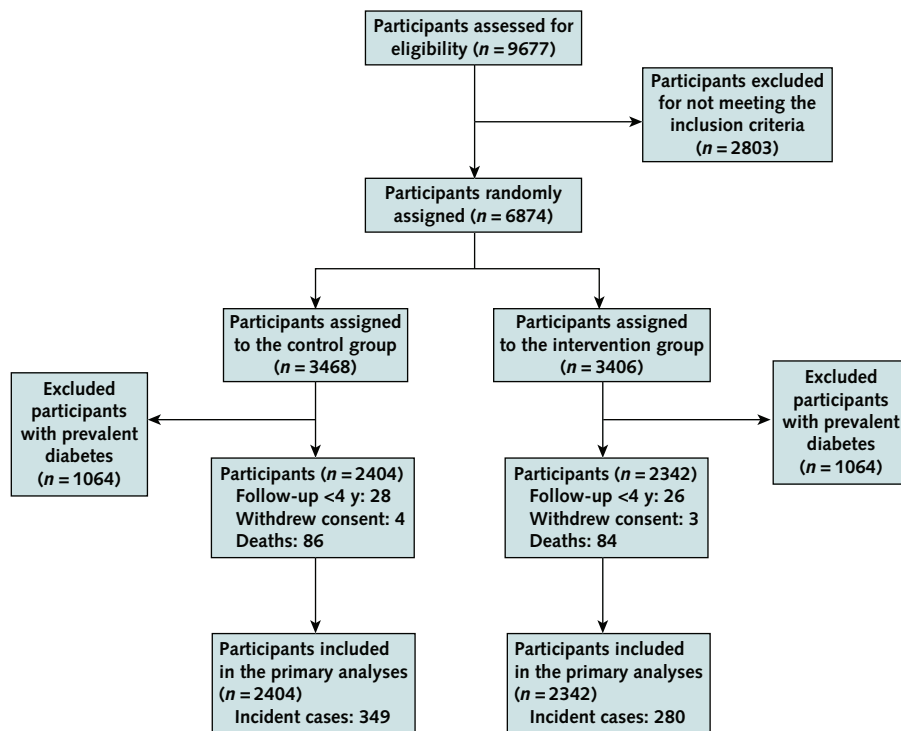 Participants assessed for
eligibility (n = 9677)
Participants excluded
for not meeting the
inclusion criteria
(n = 2803)
Participants randomly
assigned (n = 6874)
Participants assigned
to the control group
(n = 3468)
Participants assigned
to the intervention group
(n = 3406)
Excluded
participants
with prevalent
diabetes
(n = 1064)
Excluded
participants
with prevalent
diabetes
(n = 1064)
Participants (n = 2404)
Follow-up <4 y: 28
Withdrew consent: 4
Deaths: 86
Participants (n = 2342)
Follow-up <4 y: 26
Withdrew consent: 3
Deaths: 84
Participants included
in the primary analyses
(n = 2404)
Incident cases: 349
Participants included
in the primary analyses
(n = 2342)
Incident cases: 280